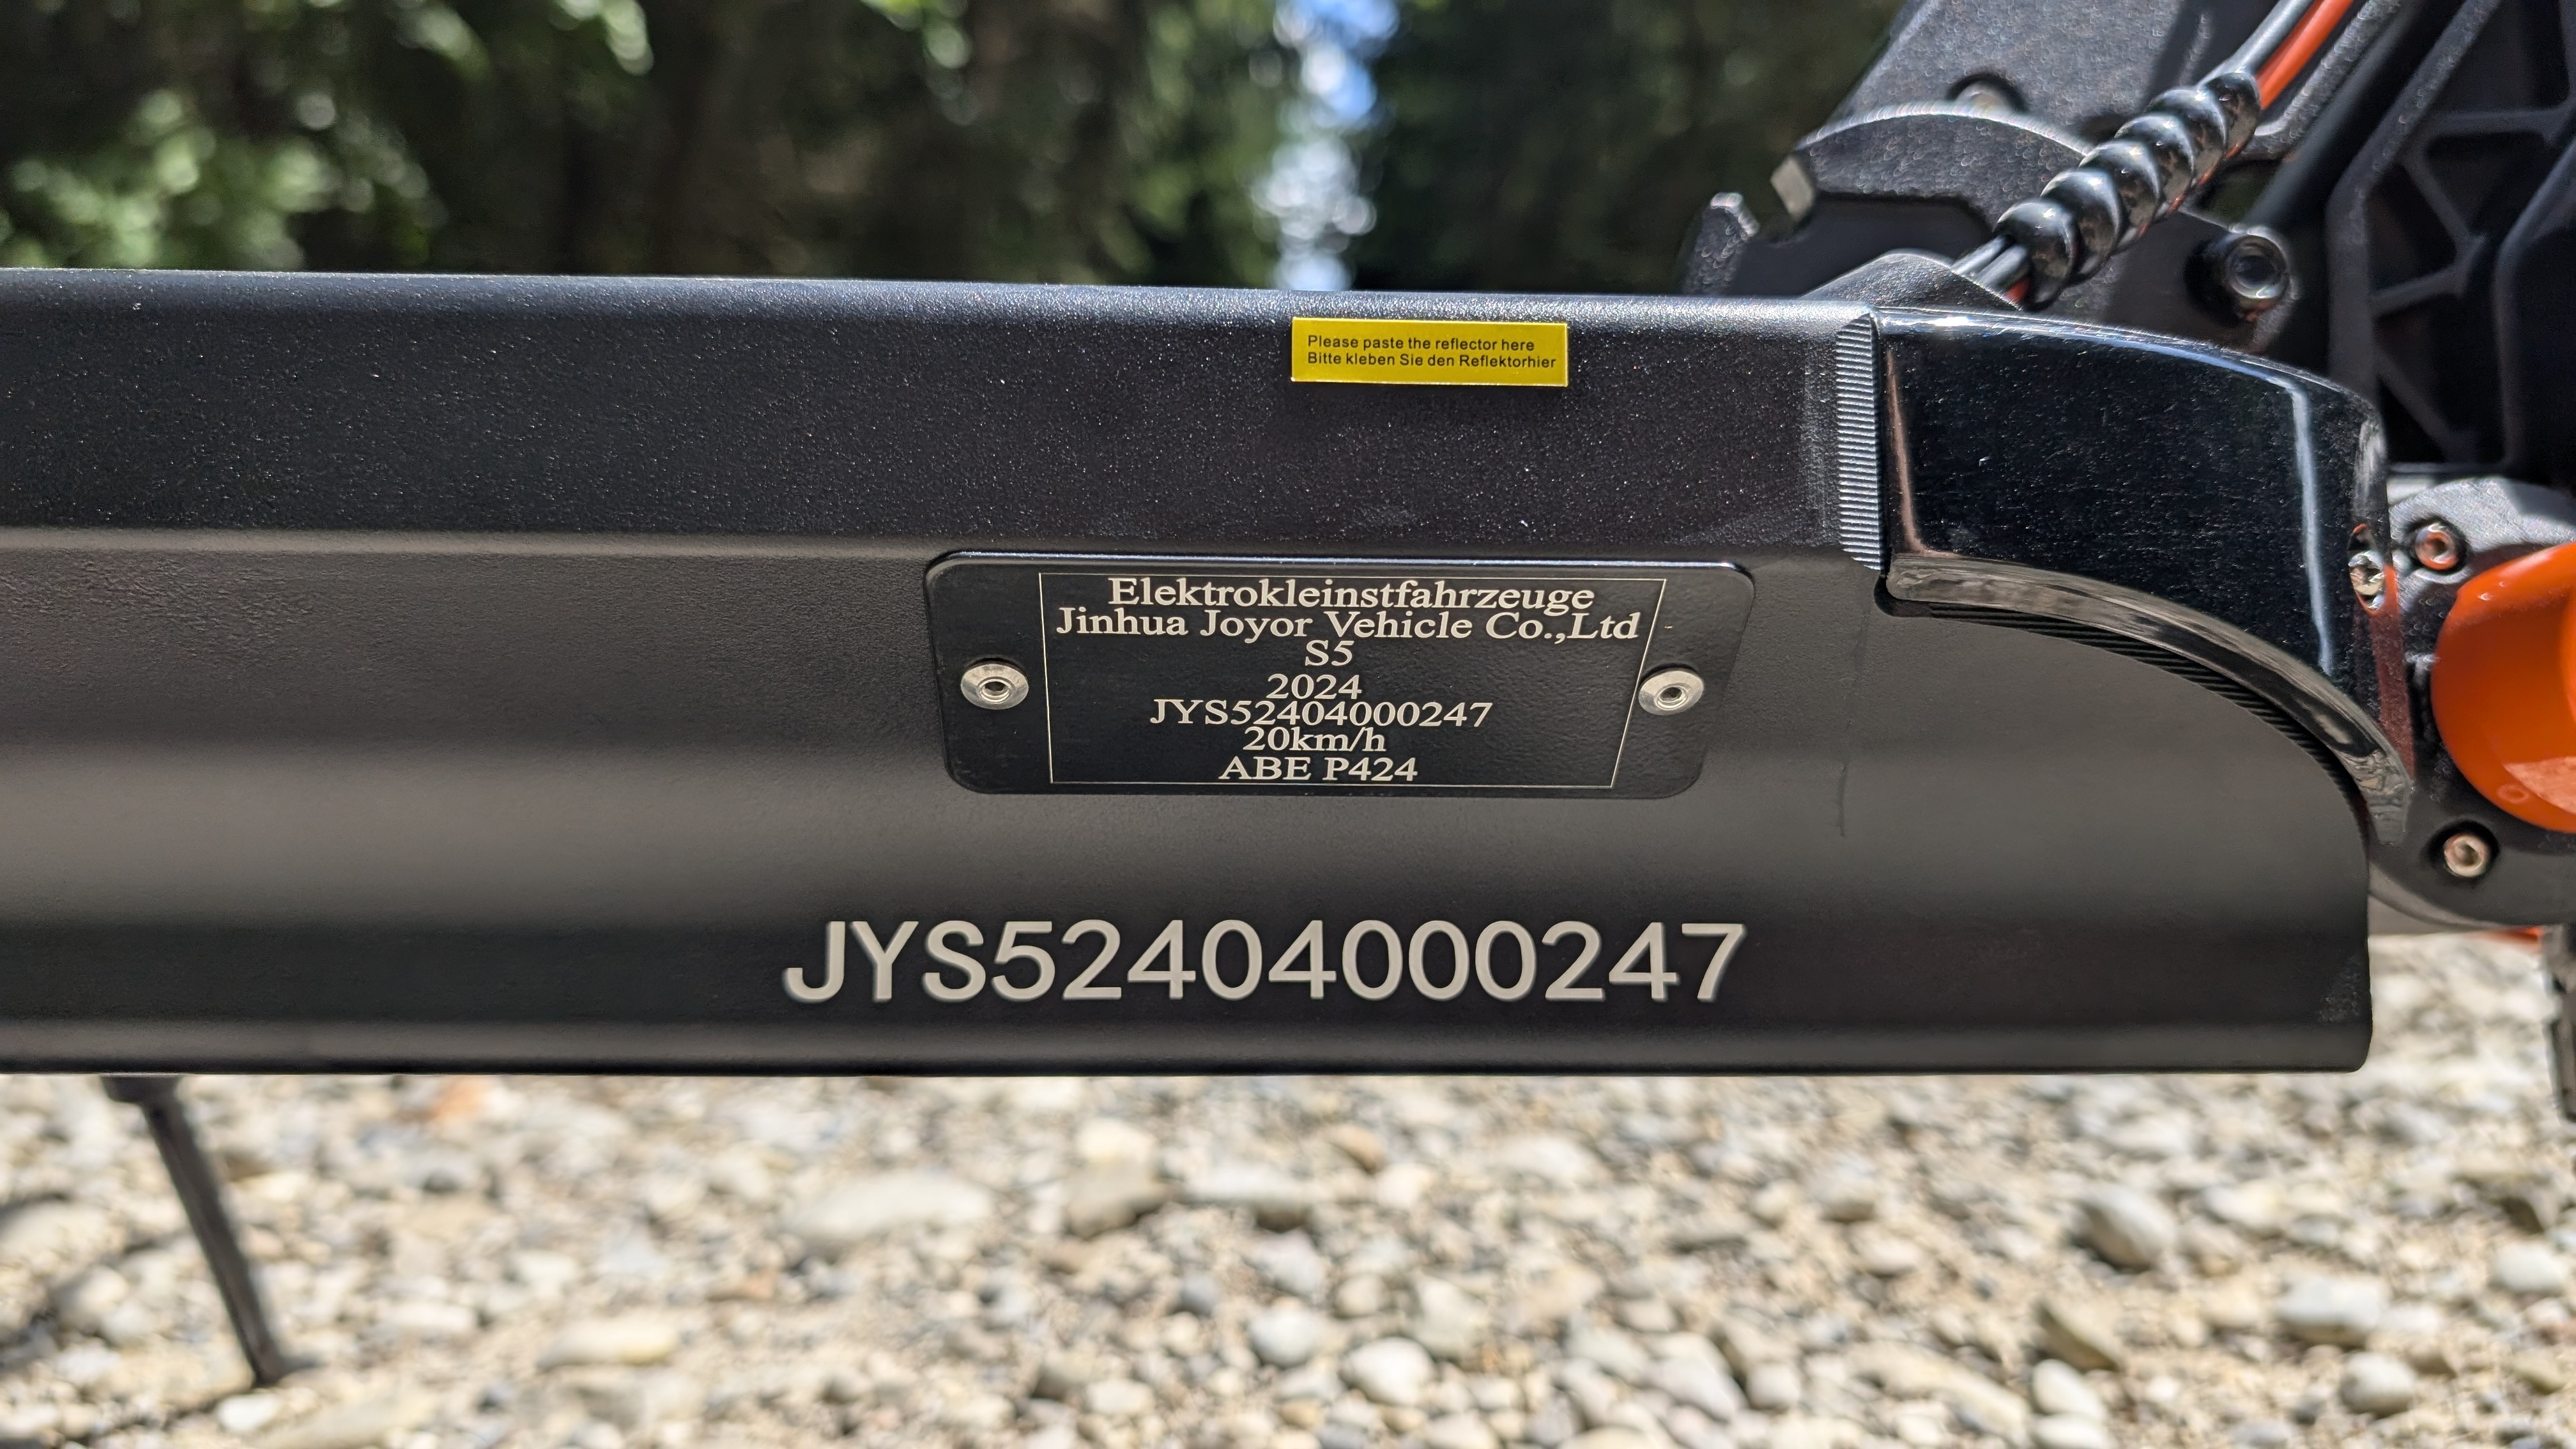 Please paste the reflector here
Bitte kleben Sie den Reflektorhier
Elektrokleinstfahrzeuge
Jinhua Joyor Vehicle Co.,Ltd
S5
2024
JYS52404000247
20km/h
ABE P424
JYS52404000247